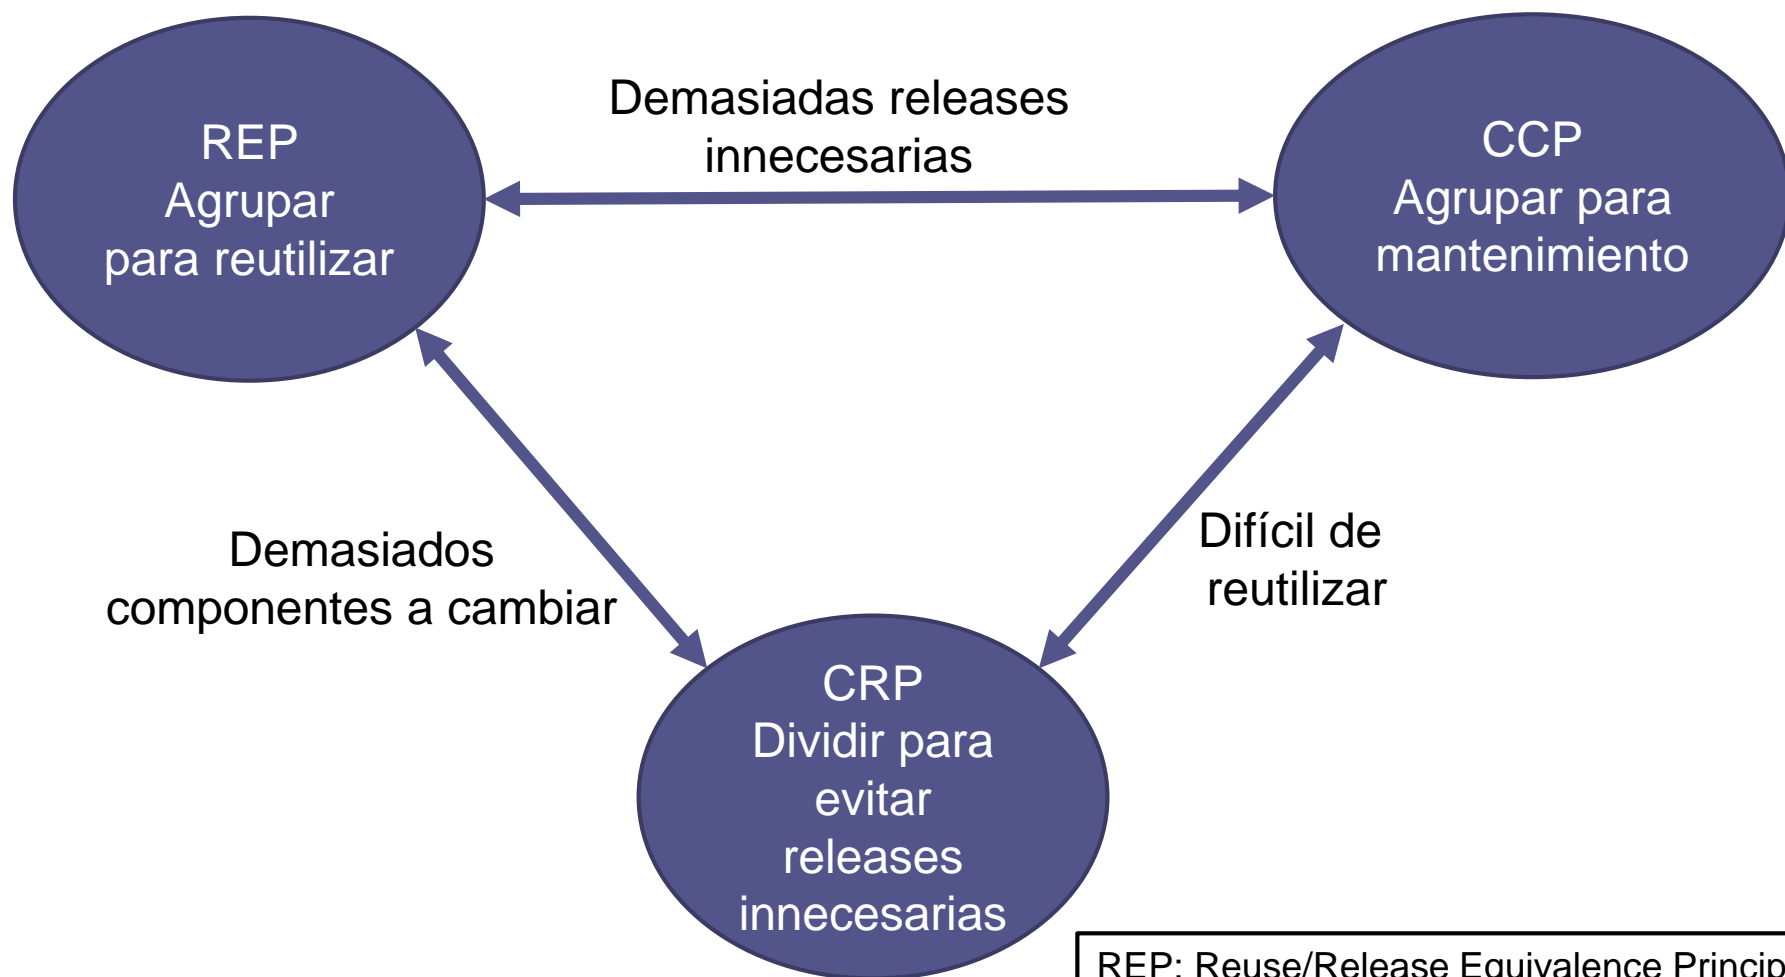 REP
Agrupar
para reutilizar
Demasiadas releases
innecesarias
CCP
Agrupar para
mantenimiento
Demasiados
componentes a cambiar
Difícil de
reutilizar
CRP
Dividir para
evitar
releases
innecesarias
REP: Reuse/Release Equivalence